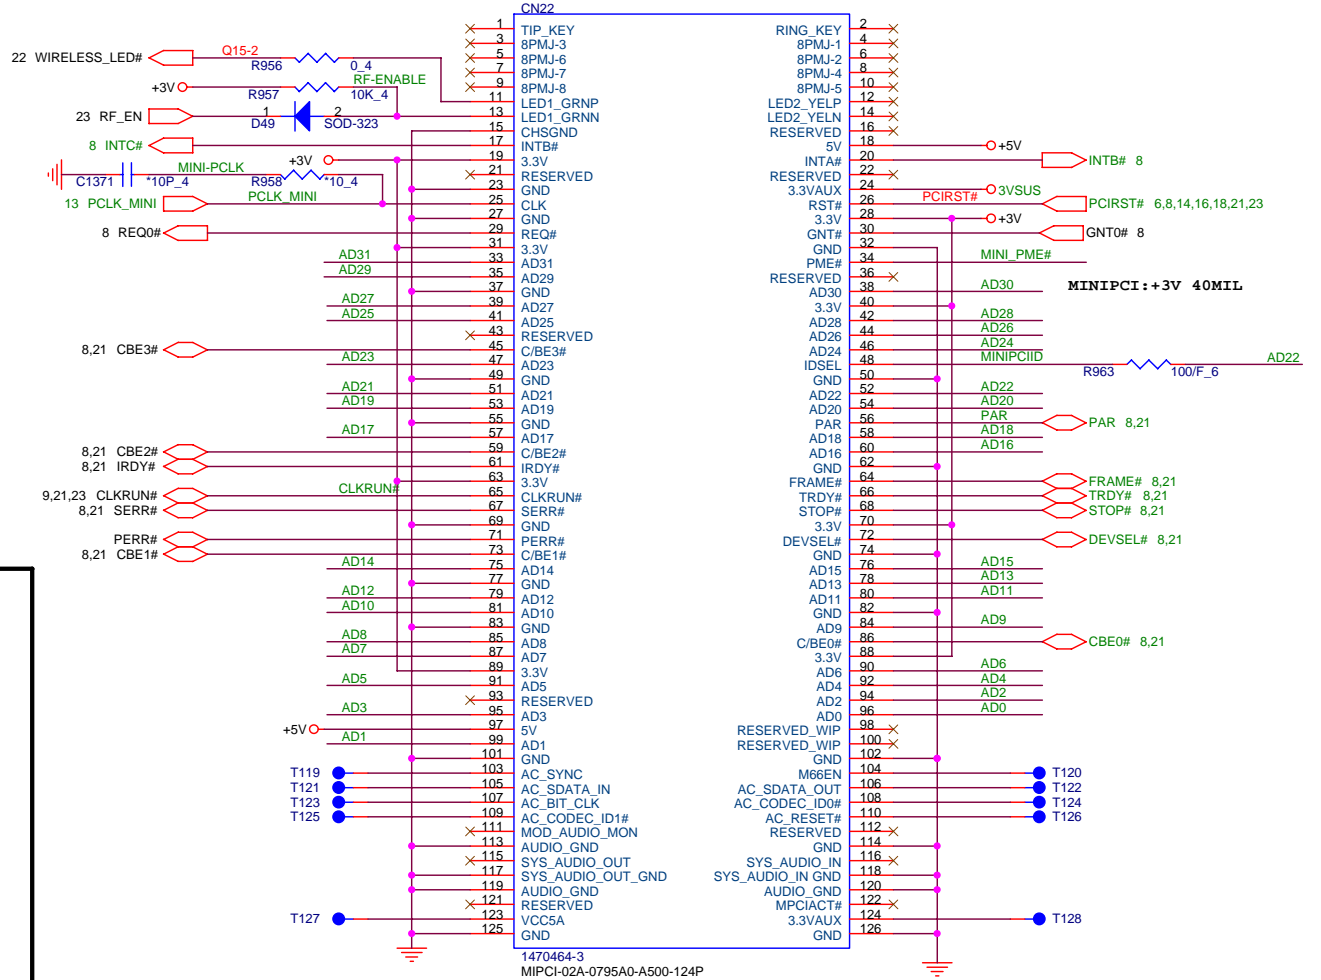 CN22
1 TIP_KEY RING_KEY 2
3 8PMJ-3 8PMJ-1 4
22 WIRELESS_LED# Q15-2 R956 0_4 5 8PMJ-6 8PMJ-2 6
7 8PMJ-7 8PMJ-4 8
+3V R957 RF-ENABLE 10K_4 9 8PMJ-8 8PMJ-5 10
11 LED1_GRNP LED2_YELP 12
23 RF_EN 1 D49 2 SOD-323 13 LED1_GRNN LED2_YELN 14
15 CHSGND RESERVED 16
8 INTC# 17 INTB# 5V 18 +5V
+3V 19 3.3V INTA# 20 INTB# 8
C1371 *10P_4 MINI-PCLK R958 *10_4 21 RESERVED RESERVED 22
23 GND 3.3VAUX 24 3VSUS
13 PCLK_MINI PCLK_MINI 25 CLK RST# 26 PCIRST# PCIRST# 6,8,14,16,18,21,23
27 GND 3.3V 28 +3V
8 REQ0# 29 REQ# GNT# 30 GNT0# 8
31 3.3V GND 32
AD31 33 AD31 PME# 34 MINI_PME#
AD29 35 AD29 RESERVED 36
37 GND AD30 38 AD30 MINIPCI:+3V 40MIL
AD27 39 AD27 3.3V 40
AD25 41 AD25 AD28 42 AD28
43 RESERVED AD26 44 AD26
8,21 CBE3# 45 C/BE3# AD24 46 AD24
AD23 47 AD23 IDSEL 48 MINIPCIID R963 100/F_6 AD22
49 GND GND 50
AD21 51 AD21 AD22 52 AD22
AD19 53 AD19 AD20 54 AD20
55 GND PAR 56 PAR PAR 8,21
AD17 57 AD17 AD18 58 AD18
8,21 CBE2# 59 C/BE2# AD16 60 AD16
8,21 IRDY# 61 IRDY# GND 62
63 3.3V FRAME# 64 FRAME# 8,21
9,21,23 CLKRUN# CLKRUN# 65 CLKRUN# TRDY# 66 TRDY# 8,21
8,21 SERR# 67 SERR# STOP# 68 STOP# 8,21
69 GND 3.3V 70
PERR# 71 PERR# DEVSEL# 72 DEVSEL# 8,21
8,21 CBE1# 73 C/BE1# GND 74
AD14 75 AD14 AD15 76 AD15
77 GND AD13 78 AD13
AD12 79 AD12 AD11 80 AD11
AD10 81 AD10 GND 82
83 GND AD9 84 AD9
AD8 85 AD8 C/BE0# 86 CBE0# 8,21
AD7 87 AD7 3.3V 88
89 3.3V AD6 90 AD6
AD5 91 AD5 AD4 92 AD4
93 RESERVED AD2 94 AD2
AD3 95 AD3 AD0 96 AD0
+5V 97 5V RESERVED_WIP 98
AD1 99 AD1 RESERVED_WIP 100
101 GND GND 102
T119 103 AC_SYNC M66EN 104 T120
T121 105 AC_SDATA_IN AC_SDATA_OUT 106 T122
T123 107 AC_BIT_CLK AC_CODEC_ID0# 108 T124
T125 109 AC_CODEC_ID1# AC_RESET# 110 T126
111 MOD_AUDIO_MON RESERVED 112
113 AUDIO_GND GND 114
115 SYS_AUDIO_OUT SYS_AUDIO_IN 116
117 SYS_AUDIO_OUT_GND SYS_AUDIO_IN GND 118
119 AUDIO_GND AUDIO_GND 120
121 RESERVED MPCIACT# 122
T127 123 VCC5A 3.3VAUX 124 T128
125 GND GND 126
1470464-3
MIPCI-02A-0795A0-A500-124P